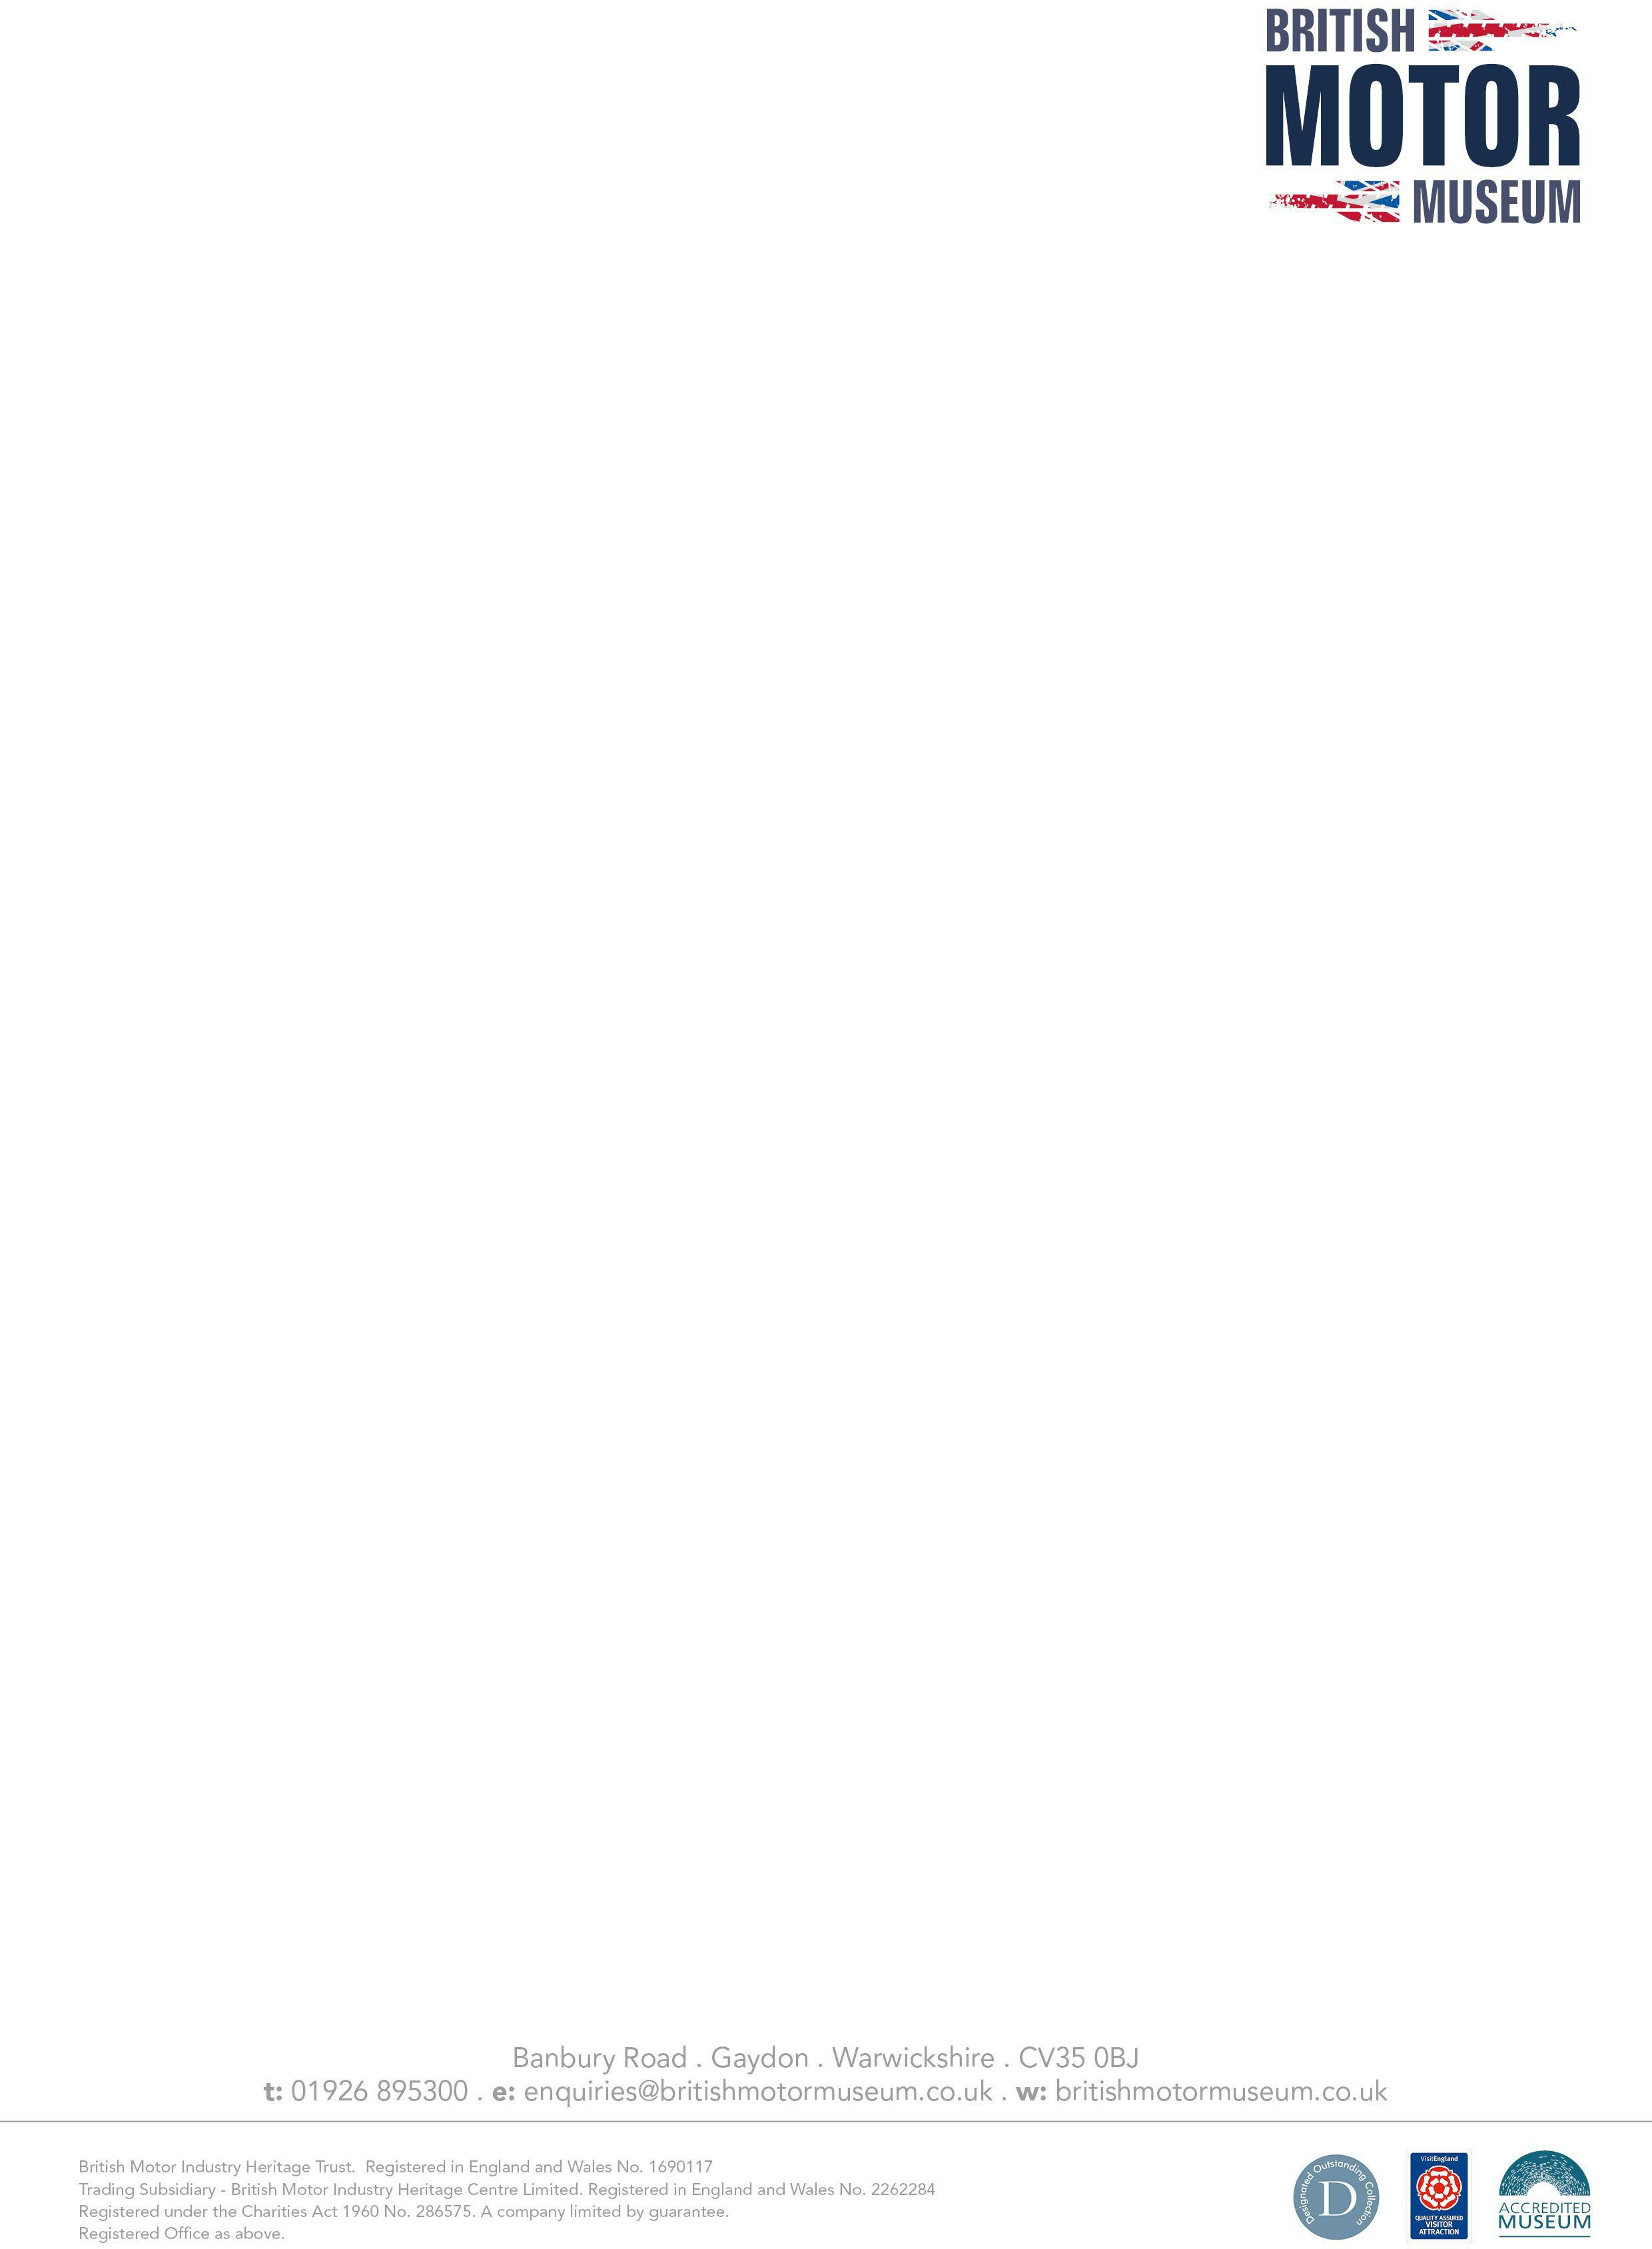 BRITISH
MOTOR
MUSEUM
Banbury Road . Gaydon . Warwickshire . CV35 0BJ
t: 01926 895300 . e: enquiries@britishmotormuseum.co.uk . w: britishmotormuseum.co.uk
British Motor Industry Heritage Trust.  Registered in England and Wales No. 1690117
Trading Subsidiary - British Motor Industry Heritage Centre Limited. Registered in England and Wales No. 2262284
Registered under the Charities Act 1960 No. 286575. A company limited by guarantee.
Registered Office as above.
Designated Outstanding Collection
D
VisitEngland
QUALITY ASSURED
VISITOR
ATTRACTION
ACCREDITED
MUSEUM